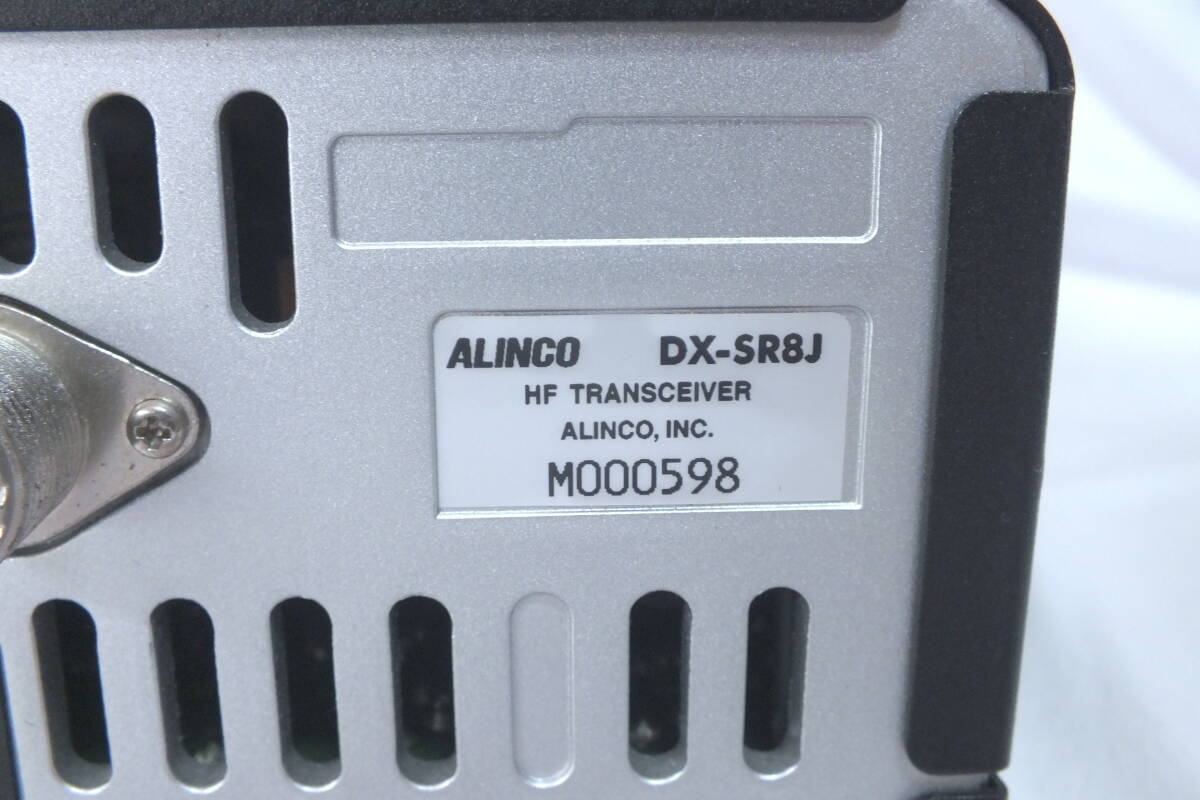 ALINCO DX-SR8J
HF TRANSCEIVER
ALINCO, INC.
M000598